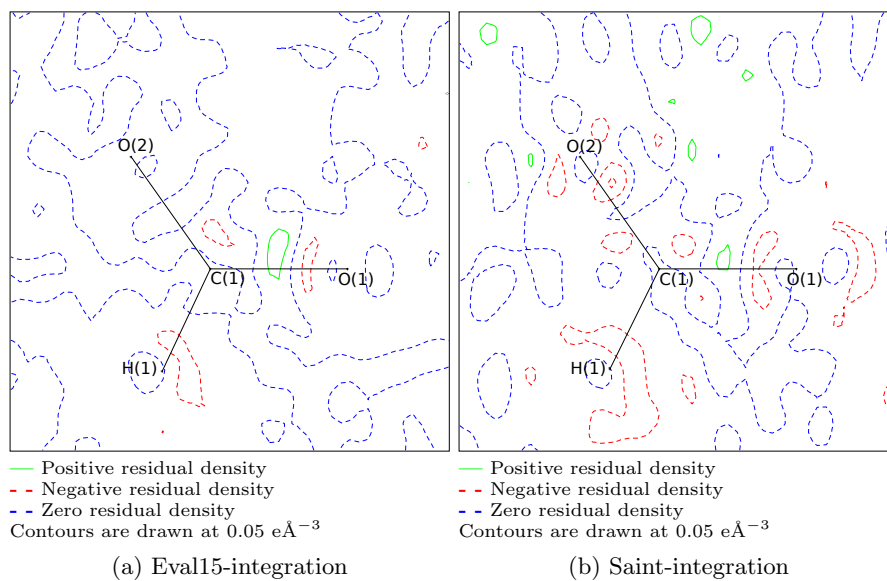 O(2)
C(1)
O(1)
H(1)
Positive residual density
Negative residual density
Zero residual density
Contours are drawn at 0.05 eÅ⁻³
(a) Eval15-integration
O(2)
C(1)
O(1)
H(1)
Positive residual density
Negative residual density
Zero residual density
Contours are drawn at 0.05 eÅ⁻³
(b) Saint-integration